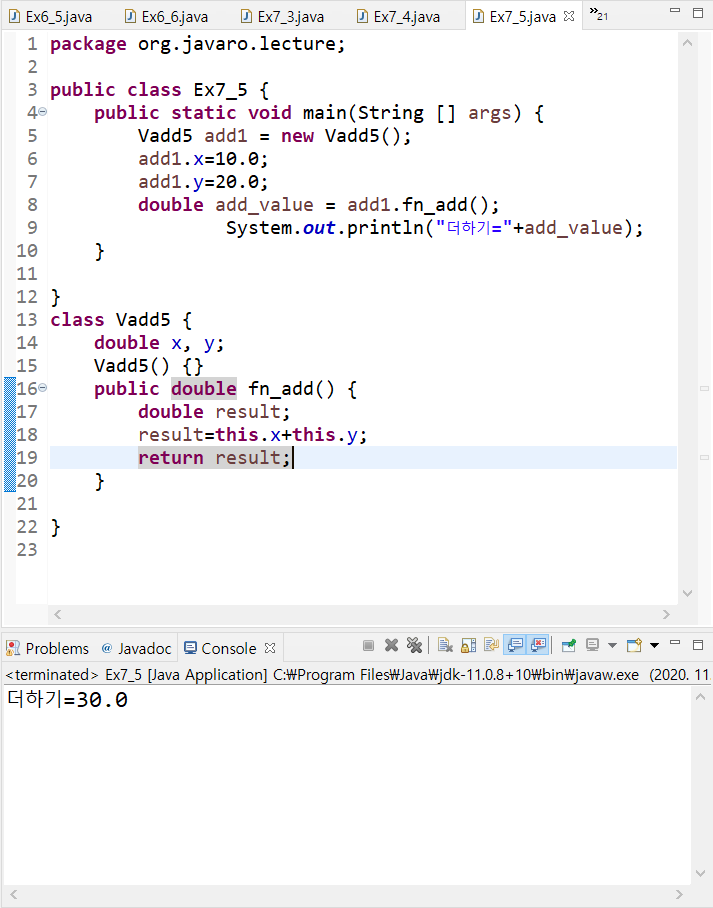 Ex6_5.java Ex6_6.java Ex7_3.java Ex7_4.java Ex7_5.java »21
1 package org.javaro.lecture;
2
3 public class Ex7_5 {
4 public static void main(String [] args) {
5 Vadd5 add1 = new Vadd5();
6 add1.x=10.0;
7 add1.y=20.0;
8 double add_value = add1.fn_add();
9 System.out.println("더하기="+add_value);
10 }
11
12 }
13 class Vadd5 {
14 double x, y;
15 Vadd5() {}
16 public double fn_add() {
17 double result;
18 result=this.x+this.y;
19 return result;
20 }
21
22 }
23
Problems @ Javadoc Console
<terminated> Ex7_5 [Java Application] C:₩Program Files₩Java₩jdk-11.0.8+10₩bin₩javaw.exe (2020. 11
더하기=30.0